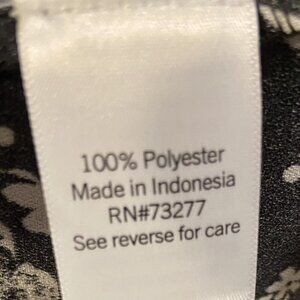 100% Polyester
Made in Indonesia
RN#73277
See reverse for care